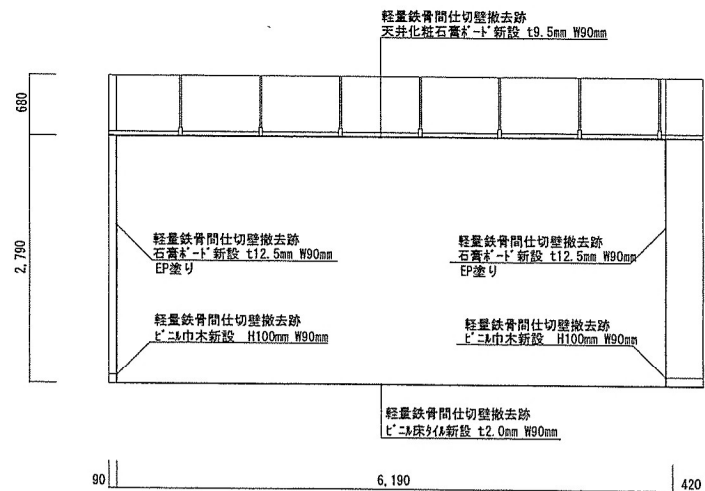 軽量鉄骨間仕切壁撤去跡
天井化粧石膏ボード新設 t9.5mm W90mm
680
2,790
軽量鉄骨間仕切壁撤去跡
石膏ボード新設 t12.5mm W90mm
EP塗り
軽量鉄骨間仕切壁撤去跡
石膏ボード新設 t12.5mm W90mm
EP塗り
軽量鉄骨間仕切壁撤去跡
ビニル巾木新設 H100mm W90mm
軽量鉄骨間仕切壁撤去跡
ビニル巾木新設 H100mm W90mm
軽量鉄骨間仕切壁撤去跡
ビニル床タイル新設 t2.0mm W90mm
90
6,190
420